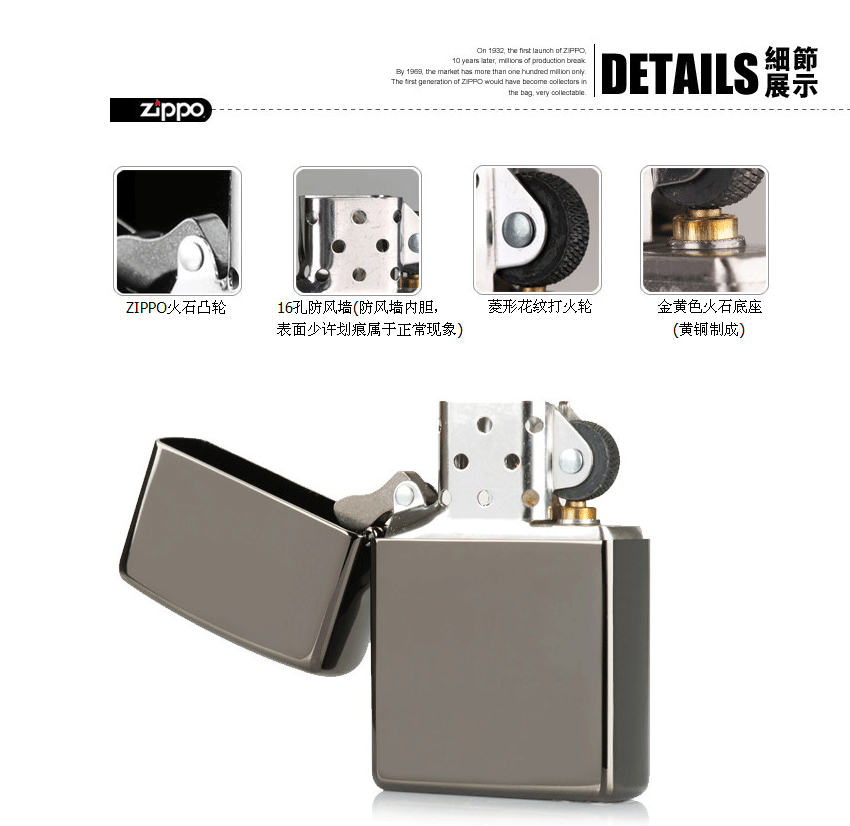 On 1932, the first launch of ZIPPO,
10 years later, millions of production break.
By 1969, the market has more than one hundred million only.
The first generation of ZIPPO would have become collectors in
the bag, very collectable.
DETAILS
細節
展示
zippo
ZIPPO火石凸轮
16孔防风墙(防风墙内胆，
表面少许划痕属于正常现象)
菱形花纹打火轮
金黄色火石底座
(黄铜制成)